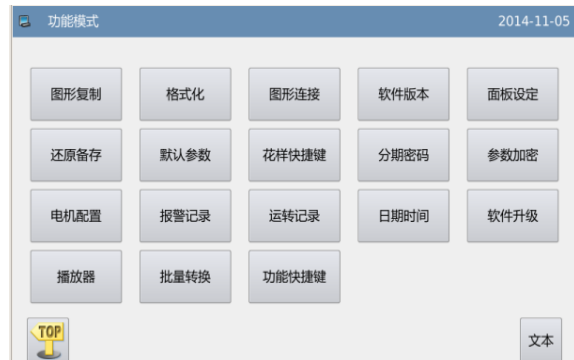 功能模式 2014-11-05
图形复制 格式化 图形连接 软件版本 面板设定
还原备存 默认参数 花样快捷键 分期密码 参数加密
电机配置 报警记录 运转记录 日期时间 软件升级
播放器 批量转换 功能快捷键
TOP 文本